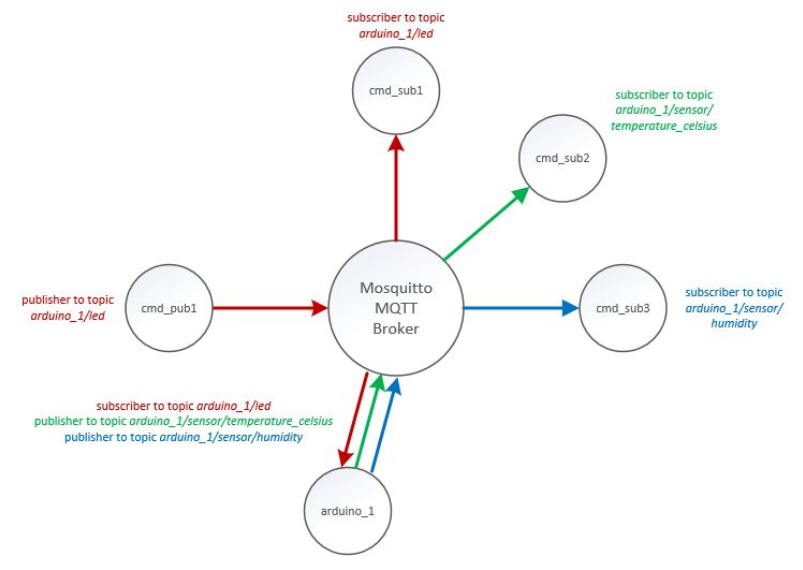 subscriber to topic
arduino_1/led
cmd_sub1
subscriber to topic
arduino_1/sensor/
temperature_celsius
cmd_sub2
Mosquitto
MQTT
Broker
publisher to topic
arduino_1/led
cmd_pub1
cmd_sub3
subscriber to topic
arduino_1/sensor/
humidity
subscriber to topic arduino_1/led
publisher to topic arduino_1/sensor/temperature_celsius
publisher to topic arduino_1/sensor/humidity
arduino_1